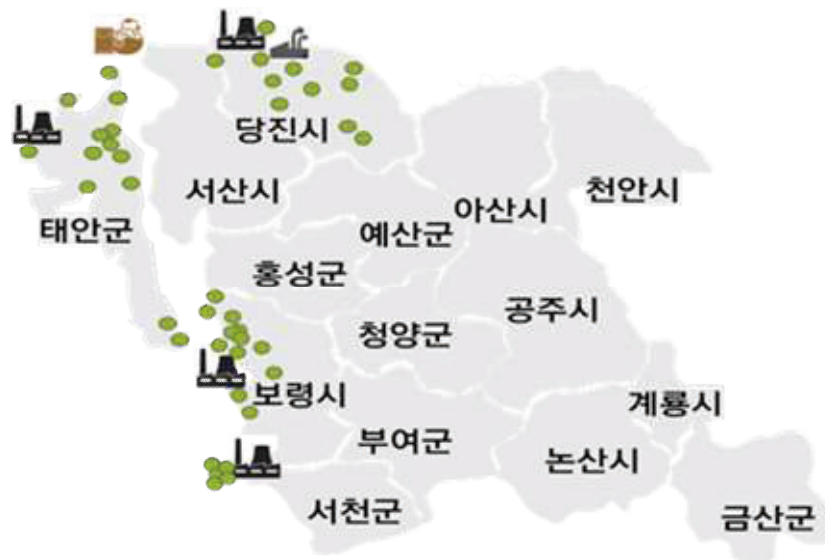 당진시
서산시
천안시
아산시
태안군
예산군
홍성군
공주시
청양군
보령시
계룡시
부여군
논산시
서천군
금산군